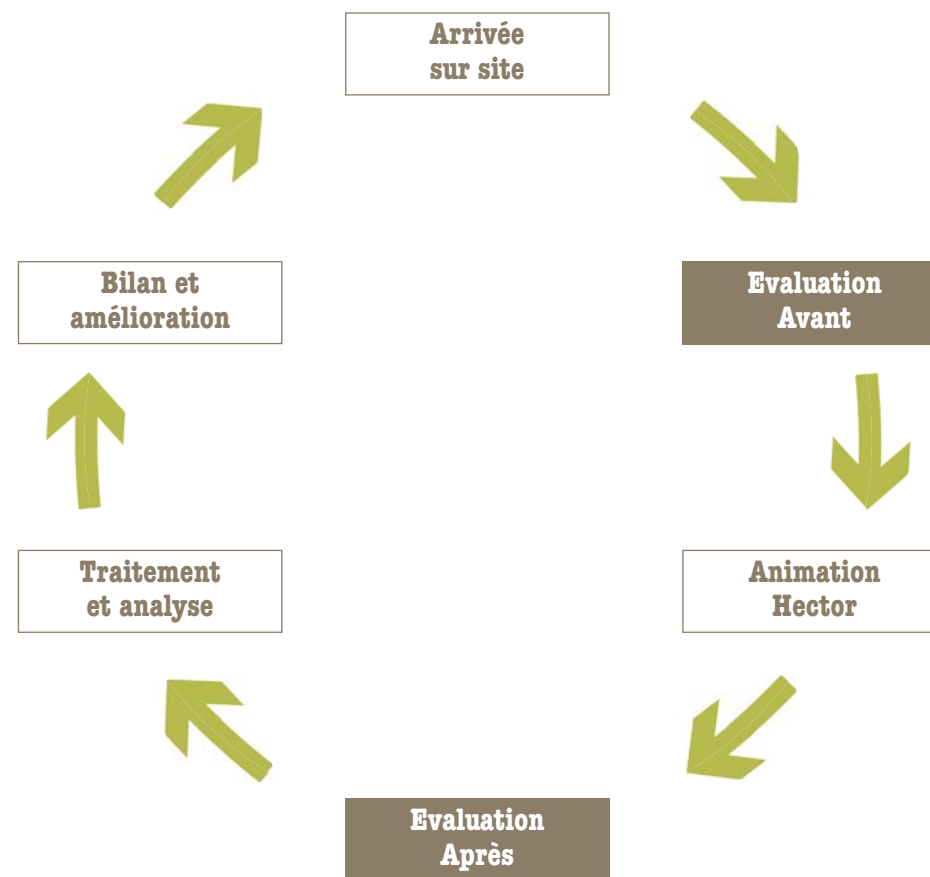 Arrivée
sur site
Evaluation
Avant
Animation
Hector
Evaluation
Après
Traitement
et analyse
Bilan et
amélioration